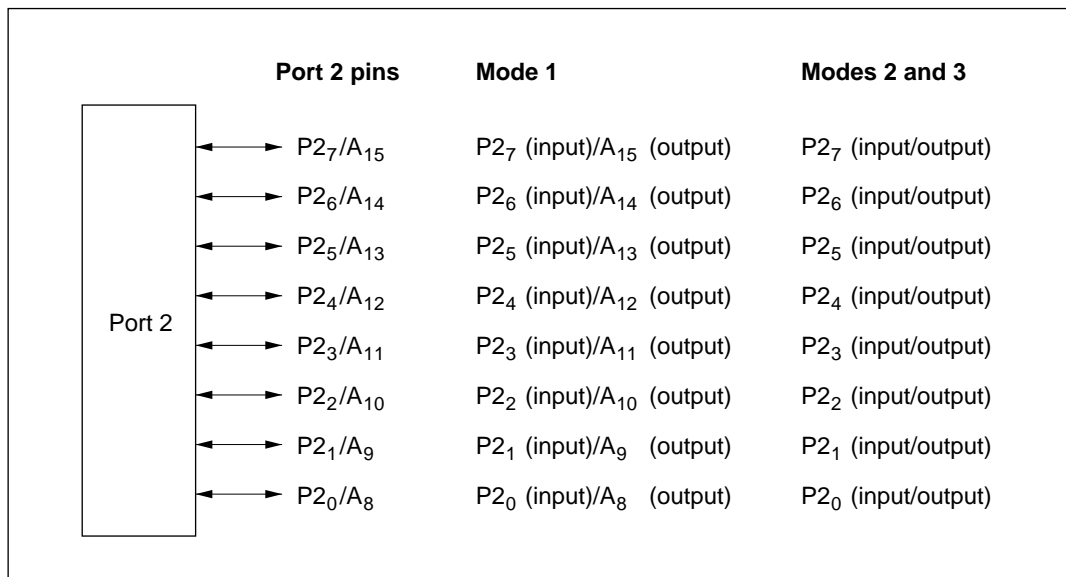 Port 2 pins Mode 1 Modes 2 and 3
P2₇/A₁₅ P2₇ (input)/A₁₅ (output) P2₇ (input/output)
P2₆/A₁₄ P2₆ (input)/A₁₄ (output) P2₆ (input/output)
P2₅/A₁₃ P2₅ (input)/A₁₃ (output) P2₅ (input/output)
P2₄/A₁₂ P2₄ (input)/A₁₂ (output) P2₄ (input/output)
Port 2
P2₃/A₁₁ P2₃ (input)/A₁₁ (output) P2₃ (input/output)
P2₂/A₁₀ P2₂ (input)/A₁₀ (output) P2₂ (input/output)
P2₁/A₉ P2₁ (input)/A₉ (output) P2₁ (input/output)
P2₀/A₈ P2₀ (input)/A₈ (output) P2₀ (input/output)